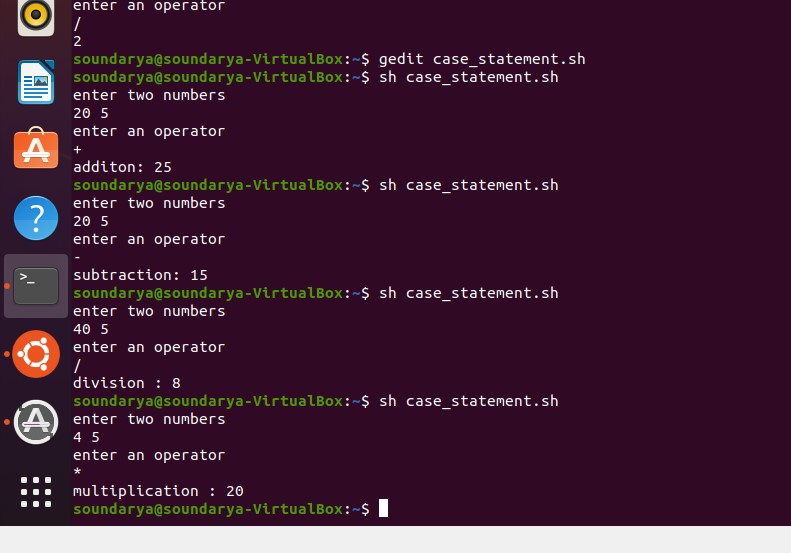 enter an operator
/
2
soundarya@soundarya-VirtualBox:~$ gedit case_statement.sh
soundarya@soundarya-VirtualBox:~$ sh case_statement.sh
enter two numbers
20 5
enter an operator
+
additon: 25
soundarya@soundarya-VirtualBox:~$ sh case_statement.sh
enter two numbers
20 5
enter an operator
-
subtraction: 15
soundarya@soundarya-VirtualBox:~$ sh case_statement.sh
enter two numbers
40 5
enter an operator
/
division : 8
soundarya@soundarya-VirtualBox:~$ sh case_statement.sh
enter two numbers
4 5
enter an operator
*
multiplication : 20
soundarya@soundarya-VirtualBox:~$